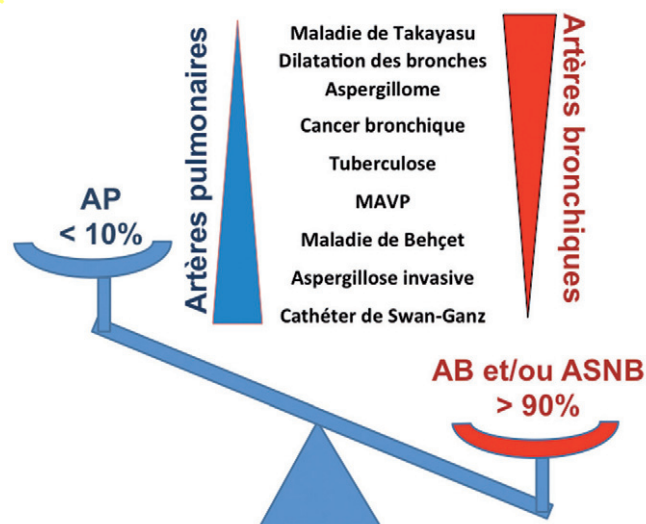 Artères pulmonaires
Maladie de Takayasu
Dilatation des bronches
Aspergillome
Cancer bronchique
Tuberculose
MAVP
Maladie de Behçet
Aspergillose invasive
Cathéter de Swan-Ganz
Artères bronchiques
AP
< 10%
AB et/ou ASNB
> 90%